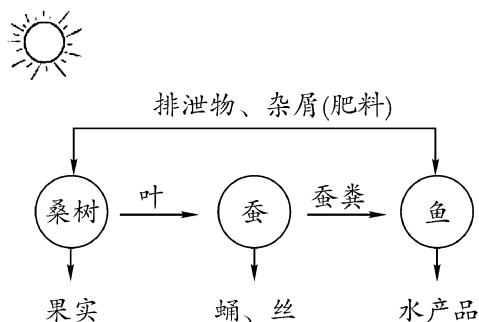 排泄物、杂屑(肥料)
桑树
叶
蚕
蚕粪
鱼
果实
蛹、丝
水产品